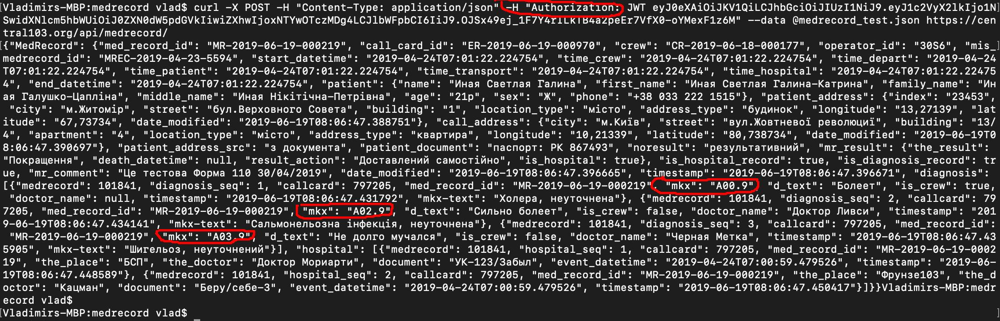 Vladimirs-MBP:medrecord vlad$ curl -X POST -H "Content-Type: application/json" -H "Authorization: JWT eyJ0eXAiOiJKV1QiLCJhbGciOiJIUzI1NiJ9.eyJ1c2VyX2lkIjo1N
SwidXNlcm5hbWUiOiJ0ZXN0dW5pdGVkIiwiZXhwIjoxNTYwOTczMDg4LCJlbWFpbCI6IiJ9.OJSx49ej_1F7Y4rILkTB4a2peEr7VfX0-oYMexF1z6M" --data @medrecord_test.json https://cen
tral103.org/api/medrecord/
{"MedRecord": {"med_record_id": "MR-2019-06-19-000219", "call_card_id": "ER-2019-06-19-000970", "crew": "CR-2019-06-18-000177", "operator_id": "30S6", "mis_
medrecord_id": "MREC-2019-04-23-5594", "start_datetime": "2019-04-24T07:01:22.224754", "time_crew": "2019-04-24T07:01:22.224754", "time_depart": "2019-04-24
T07:01:22.224754", "time_patient": "2019-04-24T07:01:22.224754", "time_transport": "2019-04-24T07:01:22.224754", "time_hospital": "2019-04-24T07:01:22.22475
4", "end_datetime": "2019-04-24T07:01:22.224754", "patient": {"name": "Иная Светлая Галина", "first_name": "Иная Светлая Галина-Катрина", "family_name": "Ин
ая Галушко-Цапліна", "middle_name": "Иная Нікітічна-Петрівна", "age": "21р", "sex": "Ж", "phone": "+38 033 222 1515"}, "patient_address": {"index": "23453",
"city": "м.Житомір", "street": "бул.Верховного Совета", "building": "1", "location_type": "місто", "address_type": "будинок", "longitude": "13,27139", "lat
itude": "67,73734", "date_modified": "2019-06-19T08:06:47.388751"}, "call_address": {"city": "м.Київ", "street": "вул.Жовтневої революциї", "building": "13/
4", "apartment": "4", "location_type": "місто", "address_type": "квартира", "longitude": "10,21339", "latitude": "80,738734", "date_modified": "2019-06-19T0
8:06:47.390697"}, "patient_address_src": "з документа", "patient_document": "паспорт: РК 867493", "noresult": "результативний", "mr_result": {"the_result":
"Покращення", "death_datetime": null, "result_action": "Доставлений самостійно", "is_hospital": true}, "is_hospital_record": true, "is_diagnosis_record": tr
ue, "mr_comment": "Це тестова Форма 110 30/04/2019", "date_modified": "2019-06-19T08:06:47.396665", "timestamp": "2019-06-19T08:06:47.396671", "diagnosis":
[{"medrecord": 101841, "diagnosis_seq": 1, "callcard": 797205, "med_record_id": "MR-2019-06-19-000219", "mkx": "A00.9", "d_text": "Болеет", "is_crew": true,
"doctor_name": null, "timestamp": "2019-06-19T08:06:47.431792", "mkx-text": "Холера, неуточнена"}, {"medrecord": 101841, "diagnosis_seq": 2, "callcard": 79
7205, "med_record_id": "MR-2019-06-19-000219", "mkx": "A02.9", "d_text": "Сильно болеет", "is_crew": false, "doctor_name": "Доктор Ливси", "timestamp": "201
9-06-19T08:06:47.434141", "mkx-text": "Сальмонельозна інфекція, неуточнена"}, {"medrecord": 101841, "diagnosis_seq": 3, "callcard": 797205, "med_record_id":
"MR-2019-06-19-000219", "mkx": "A03.9", "d_text": "Не долго мучался", "is_crew": false, "doctor_name": "Черная Метка", "timestamp": "2019-06-19T08:06:47.43
5905", "mkx-text": "Шигельоз, неуточнений"}], "hospital": [{"medrecord": 101841, "hospital_seq": 1, "callcard": 797205, "med_record_id": "MR-2019-06-19-0002
19", "the_place": "БСП", "the_doctor": "Доктор Мориарти", "document": "УК-123/Забыл", "event_datetime": "2019-04-24T07:00:59.479526", "timestamp": "2019-06-
19T08:06:47.448589"}, {"medrecord": 101841, "hospital_seq": 2, "callcard": 797205, "med_record_id": "MR-2019-06-19-000219", "the_place": "Фрунзе103", "the_d
octor": "Кацман", "document": "Беру/себе-3", "event_datetime": "2019-04-24T07:00:59.479526", "timestamp": "2019-06-19T08:06:47.450417"}]}}Vladimirs-MBP:medr
ecord vlad$
Vladimirs-MBP:medrecord vlad$